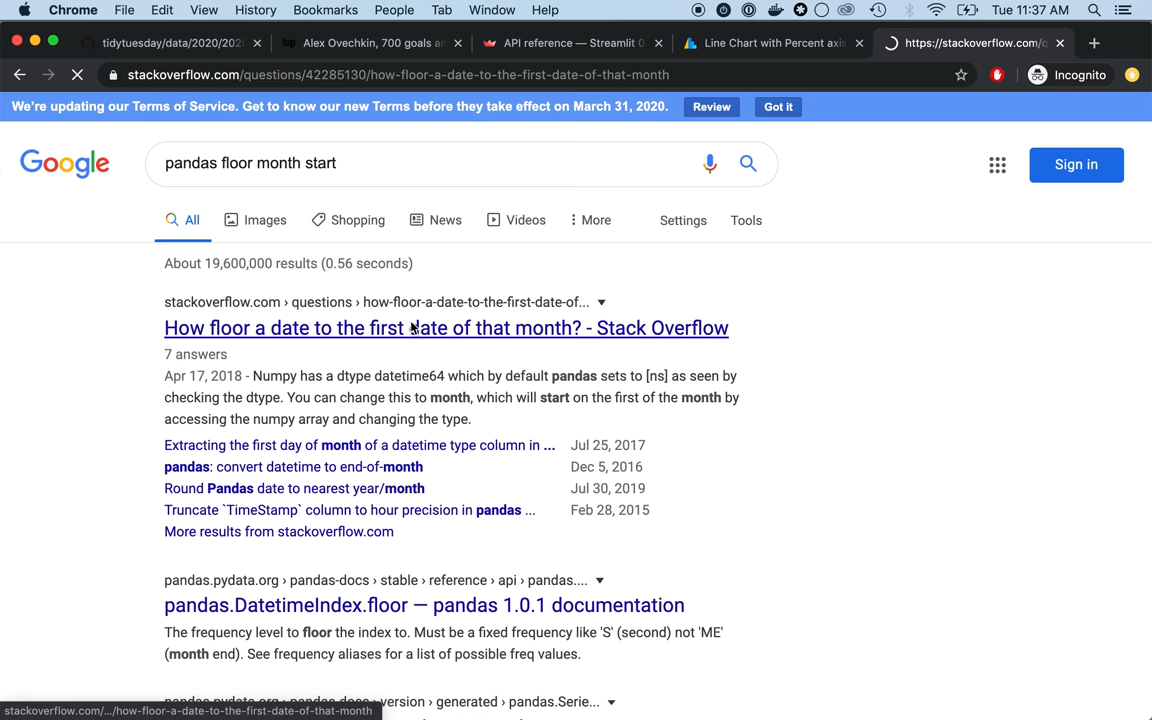 Chrome File Edit View History Bookmarks People Tab Window Help Tue 11:37 AM
tidytuesday/data/2020/202 Alex Ovechkin, 700 goals an API reference — Streamlit 0. Line Chart with Percent axis https://stackoverflow.com/q
stackoverflow.com/questions/42285130/how-floor-a-date-to-the-first-date-of-that-month Incognito
We're updating our Terms of Service. Get to know our new Terms before they take effect on March 31, 2020. Review Got it
Google pandas floor month start Sign in
All Images Shopping News Videos More Settings Tools
About 19,600,000 results (0.56 seconds)
stackoverflow.com › questions › how-floor-a-date-to-the-first-date-of...
How floor a date to the first date of that month? - Stack Overflow
7 answers
Apr 17, 2018 - Numpy has a dtype datetime64 which by default pandas sets to [ns] as seen by
checking the dtype. You can change this to month, which will start on the first of the month by
accessing the numpy array and changing the type.
Extracting the first day of month of a datetime type column in ... Jul 25, 2017
pandas: convert datetime to end-of-month Dec 5, 2016
Round Pandas date to nearest year/month Jul 30, 2019
Truncate `TimeStamp` column to hour precision in pandas ... Feb 28, 2015
More results from stackoverflow.com
pandas.pydata.org › pandas-docs › stable › reference › api › pandas....
pandas.DatetimeIndex.floor — pandas 1.0.1 documentation
The frequency level to floor the index to. Must be a fixed frequency like 'S' (second) not 'ME'
(month end). See frequency aliases for a list of possible freq values.
pandas.pydata.org › pandas-docs › version › generated › pandas.Serie...
stackoverflow.com/.../how-floor-a-date-to-the-first-date-of-that-month